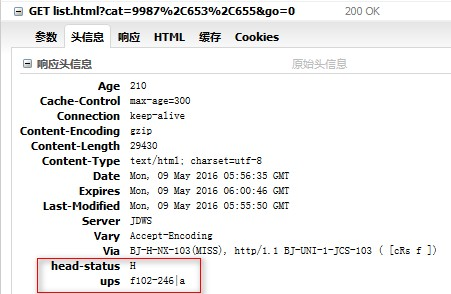 GET list.html?cat=9987%2C653%2C655&go=0 200 OK
参数 头信息 响应 HTML 缓存 Cookies
响应头信息 原始头信息
Age 210
Cache-Control max-age=300
Connection keep-alive
Content-Encoding gzip
Content-Length 29430
Content-Type text/html; charset=utf-8
Date Mon, 09 May 2016 05:56:35 GMT
Expires Mon, 09 May 2016 06:00:46 GMT
Last-Modified Mon, 09 May 2016 05:55:50 GMT
Server JDWS
Vary Accept-Encoding
Via BJ-H-NX-103(MISS), http/1.1 BJ-UNI-1-JCS-103 ( [cRs f ])
head-status H
ups f102-246|a